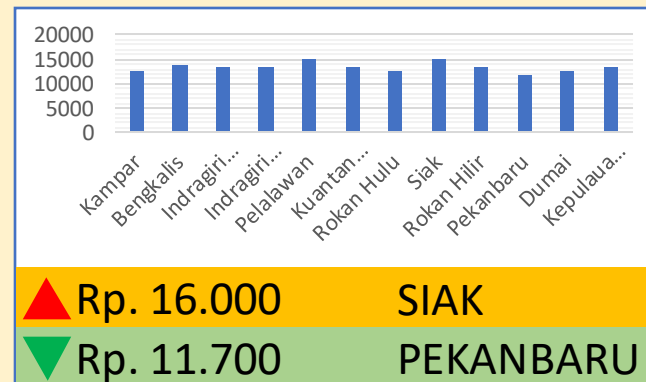 20000
15000
10000
5000
0
Kampar
Bengkalis
Indragiri...
Indragiri...
Pelalawan
Kuantan...
Rokan Hulu
Siak
Rokan Hilir
Pekanbaru
Dumai
Kepulaua...
Rp. 16.000 SIAK
Rp. 11.700 PEKANBARU